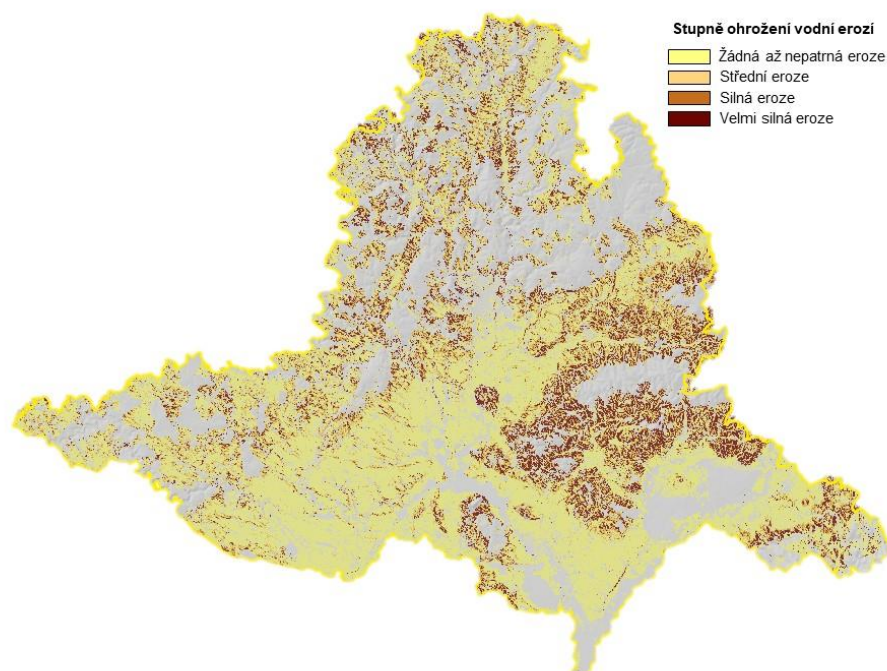 Stupně ohrožení vodní erozí
Žádná až nepatrná eroze
Střední eroze
Silná eroze
Velmi silná eroze